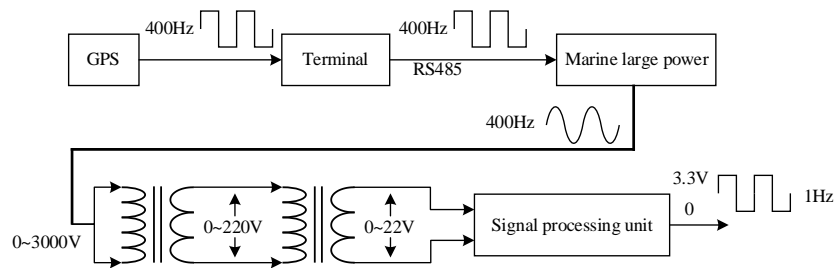 400Hz
400Hz
GPS
Terminal
Marine large power
RS485
400Hz
3.3V
1Hz
0
0~3000V
0~220V
0~22V
Signal processing unit